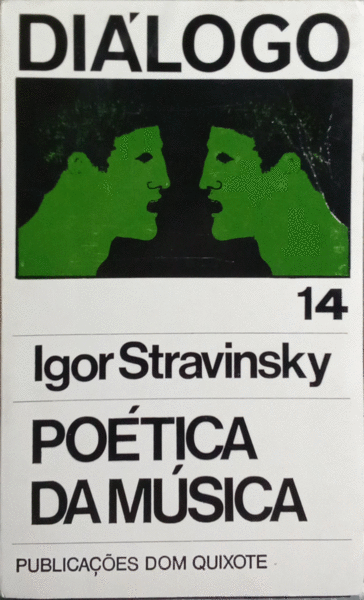 DIÁLOGO
14
Igor Stravinsky
POÉTICA
DA MÚSICA
PUBLICAÇÕES DOM QUIXOTE